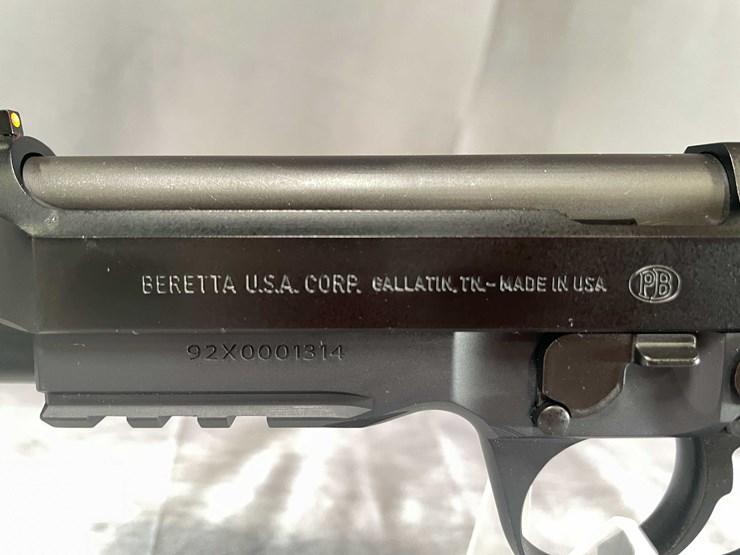 BERETTA U.S.A. CORP. GALLATIN, TN.- MADE IN USA PB
92X0001314